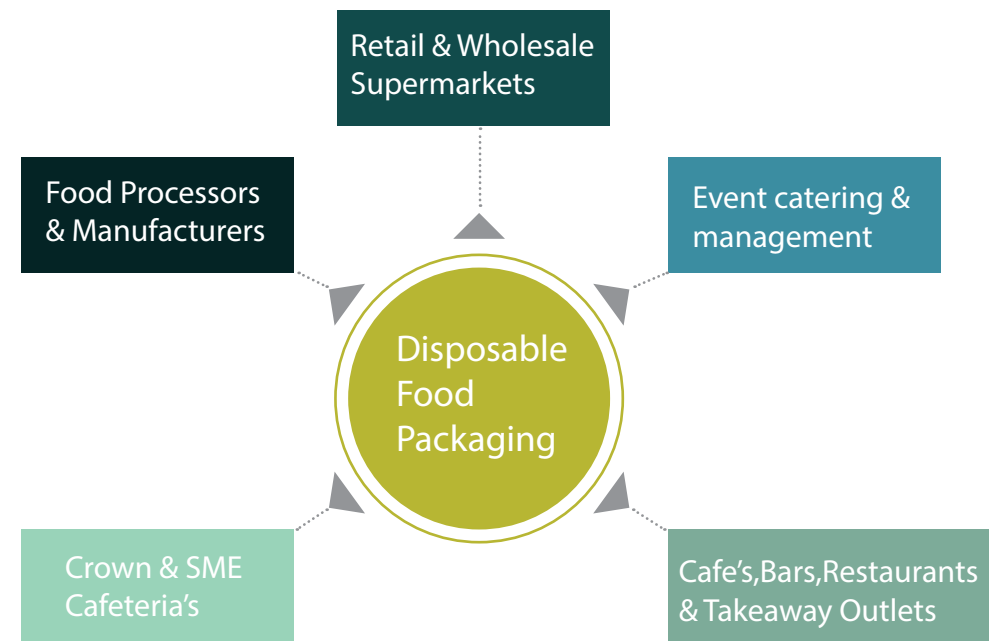 Retail & Wholesale
Supermarkets
Food Processors
& Manufacturers
Event catering &
management
Disposable
Food
Packaging
Crown & SME
Cafeteria’s
Cafe’s,Bars,Restaurants
& Takeaway Outlets